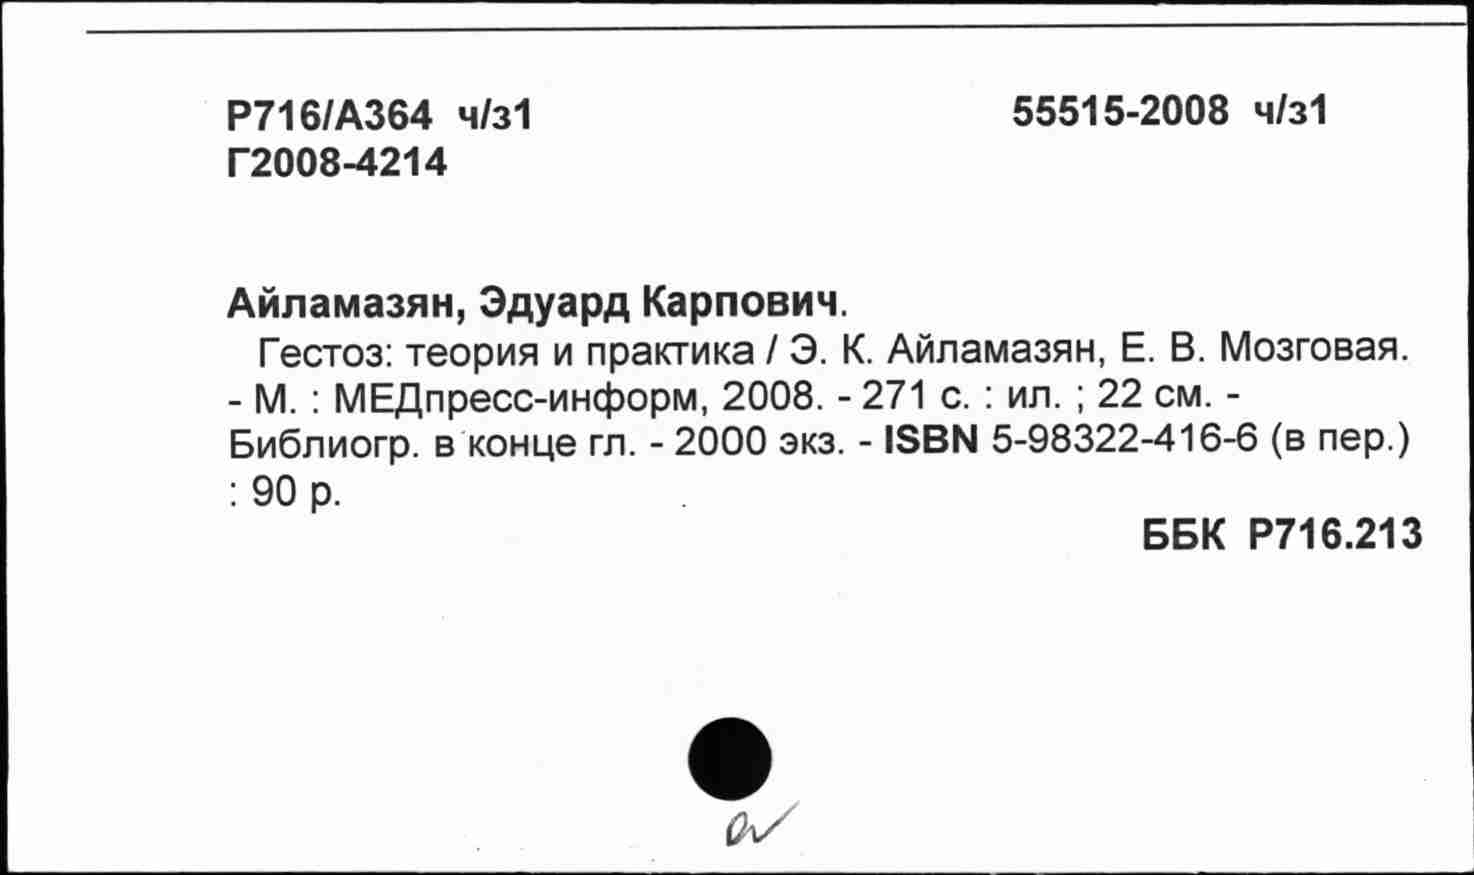 Р716/А364 ч/з1 55515-2008 ч/з1
Г2008-4214
Айламазян, Эдуард Карпович.
Гестоз: теория и практика / Э. К. Айламазян, Е. В. Мозговая.
- М. : МЕДпресс-информ, 2008. - 271 с. : ил. ; 22 см. -
Библиогр. в конце гл. - 2000 экз. - ISBN 5-98322-416-6 (в пер.)
: 90 р.
ББК Р716.213